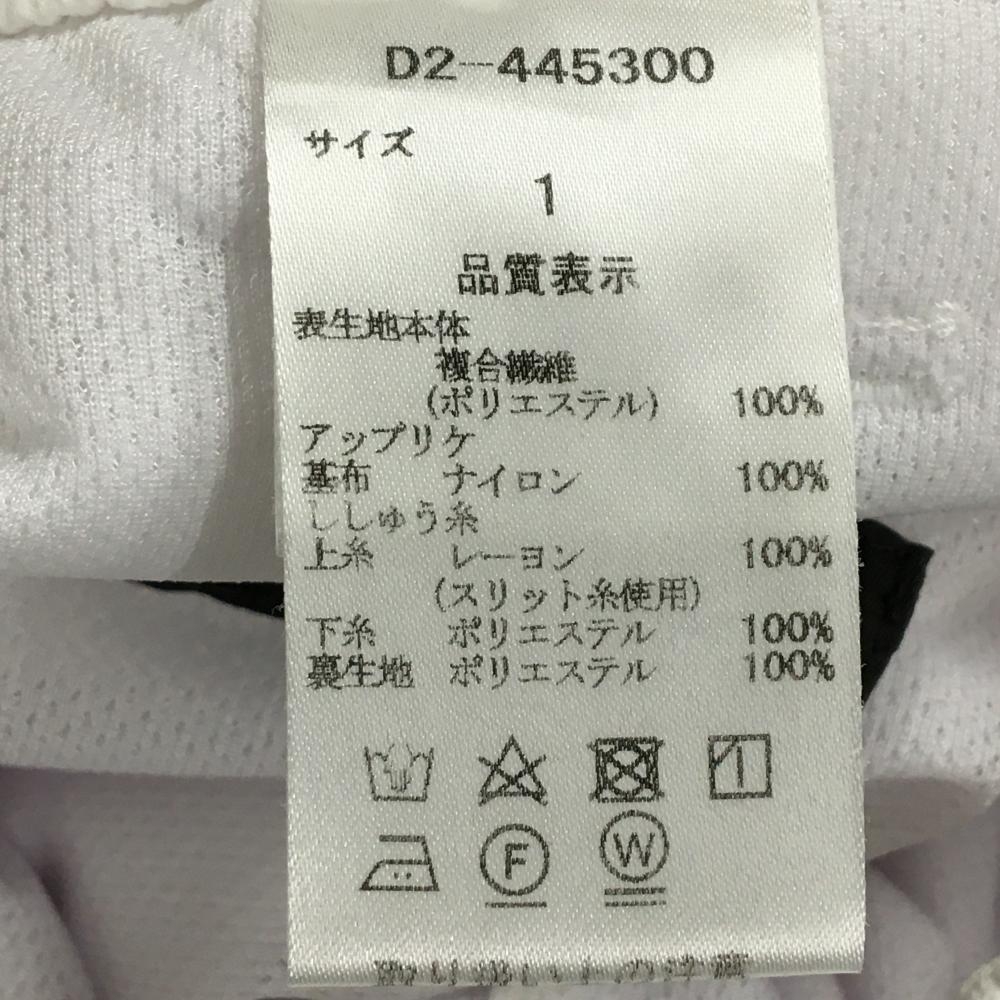 D2-445300
サイズ
1
品質表示
表生地本体
複合繊維
(ポリエステル) 100%
アップリケ
基布 ナイロン 100%
ししゅう糸
上糸 レーヨン 100%
(スリット糸使用)
下糸 ポリエステル 100%
裏生地 ポリエステル 100%
F
W